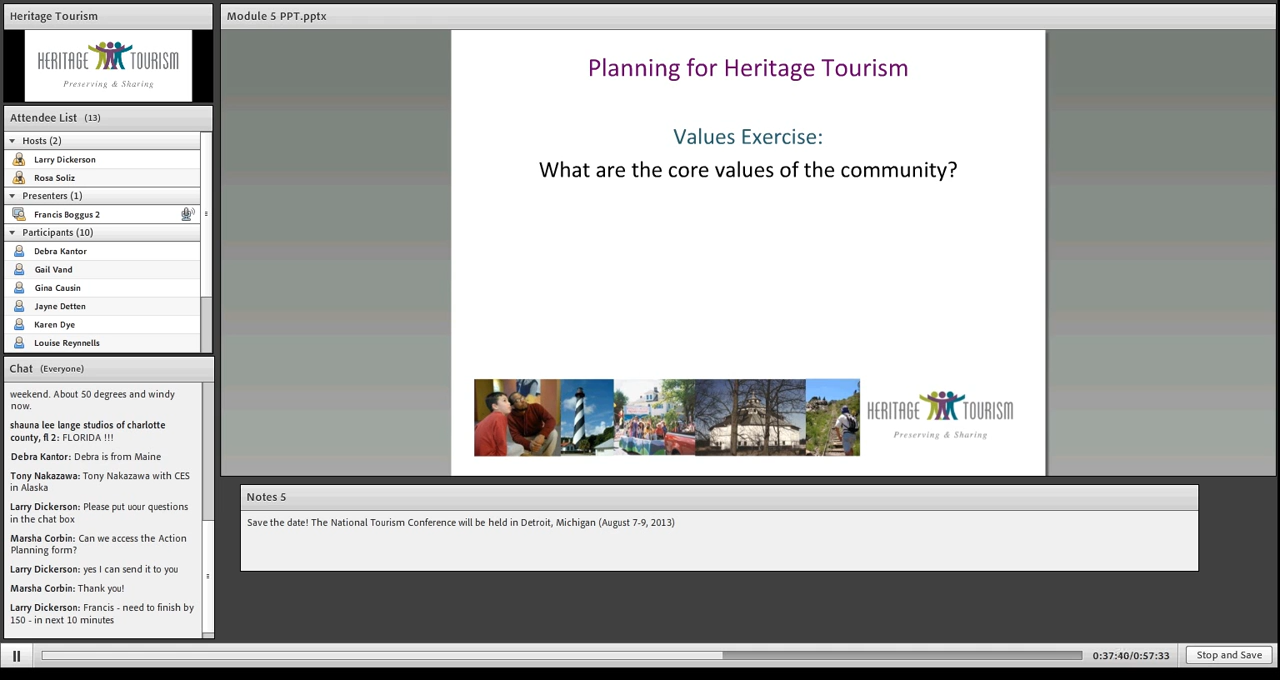 Heritage Tourism
HERITAGE TOURISM
Preserving & Sharing
Attendee List (13)
Hosts (2)
Larry Dickerson
Rosa Soliz
Presenters (1)
Francis Boggus 2
Participants (10)
Debra Kantor
Gail Vand
Gina Causin
Jayne Detten
Karen Dye
Louise Reynnells
Chat (Everyone)
weekend. About 50 degrees and windy
now.
shauna lee lange studios of charlotte
county, fl 2: FLORIDA !!!
Debra Kantor: Debra is from Maine
Tony Nakazawa: Tony Nakazawa with CES
in Alaska
Larry Dickerson: Please put uour questions
in the chat box
Marsha Corbin: Can we access the Action
Planning form?
Larry Dickerson: yes I can send it to you
Marsha Corbin: Thank you!
Larry Dickerson: Francis - need to finish by
150 - in next 10 minutes
Module 5 PPT.pptx
Planning for Heritage Tourism
Values Exercise:
What are the core values of the community?
HERITAGE TOURISM
Preserving & Sharing
Notes 5
Save the date! The National Tourism Conference will be held in Detroit, Michigan (August 7-9, 2013)
0:37:40/0:57:33
Stop and Save